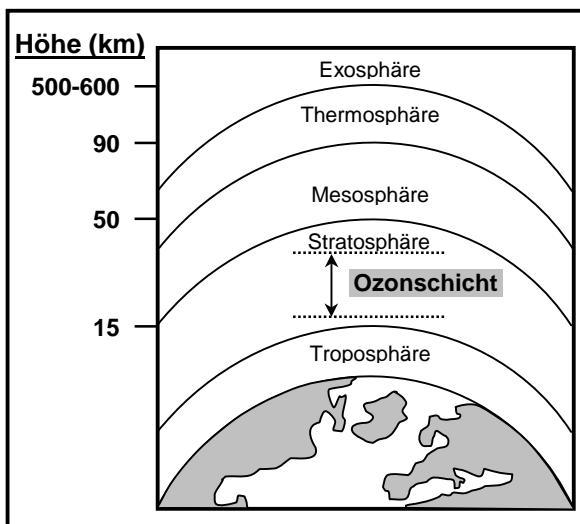 Höhe (km)
Exosphäre
500-600
Thermosphäre
90
Mesosphäre
50
Stratosphäre
Ozonschicht
15
Troposphäre